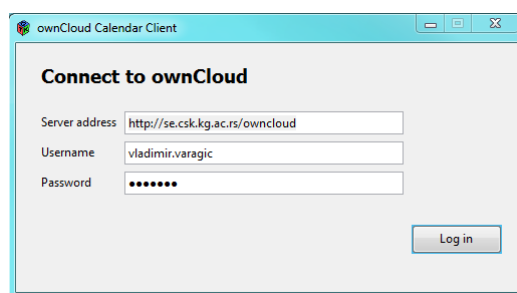 ownCloud Calendar Client
Connect to ownCloud
Server address http://se.csk.kg.ac.rs/owncloud
Username vladimir.varagic
Password •••••••
Log in